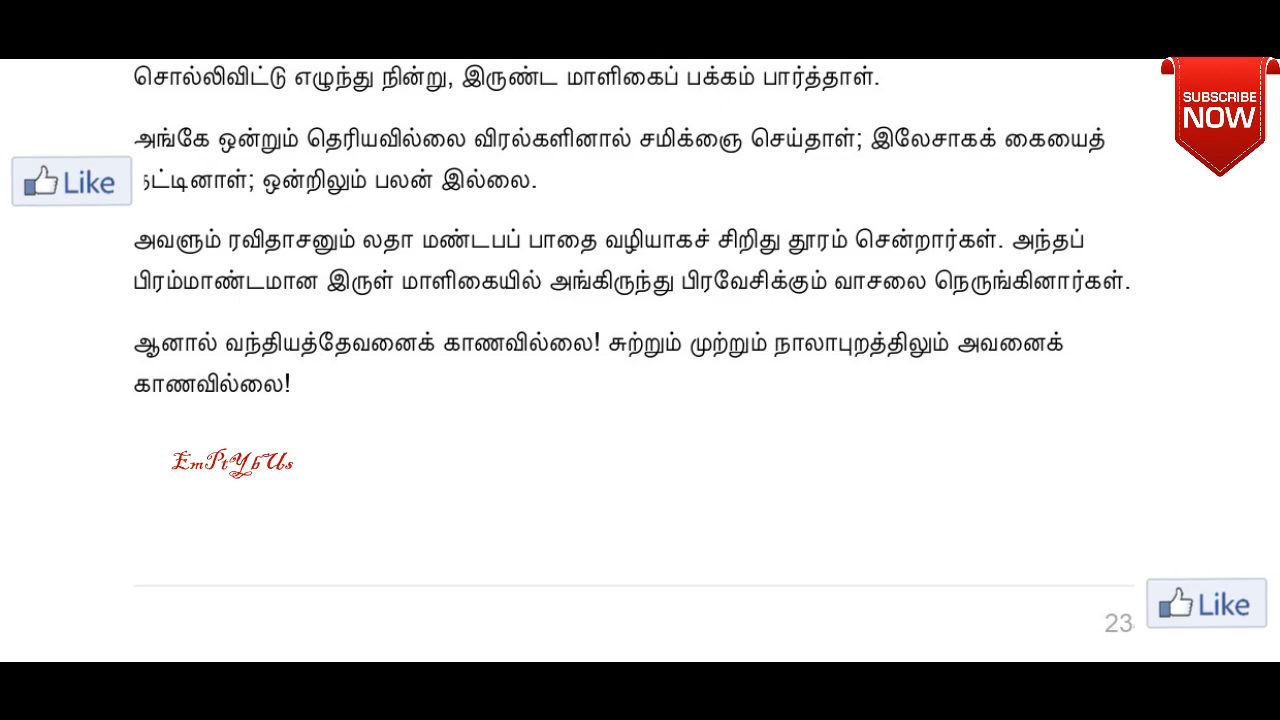 சொல்லிவிட்டு எழுந்து நின்று, இருண்ட மாளிகைப் பக்கம் பார்த்தாள்.
SUBSCRIBE
NOW
அங்கே ஒன்றும் தெரியவில்லை விரல்களினால் சமிக்ஞை செய்தாள்; இலேசாகக் கையைத்
Like
தட்டினாள்; ஒன்றிலும் பலன் இல்லை.
அவளும் ரவிதாசனும் லதா மண்டபப் பாதை வழியாகச் சிறிது தூரம் சென்றார்கள். அந்தப்
பிரம்மாண்டமான இருள் மாளிகையில் அங்கிருந்து பிரவேசிக்கும் வாசலை நெருங்கினார்கள்.
ஆனால் வந்தியத்தேவனைக் காணவில்லை! சுற்றும் முற்றும் நாலாபுறத்திலும் அவனைக்
காணவில்லை!
EmPtYbUs
Like